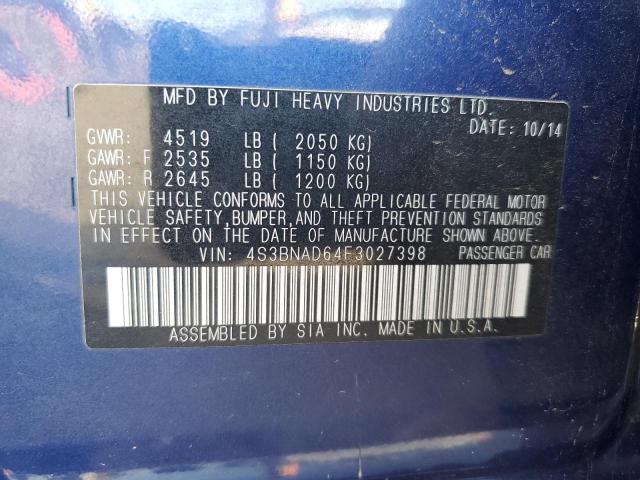 MFD BY FUJI HEAVY INDUSTRIES LTD.
DATE: 10/14
GVWR: 4519 LB ( 2050 KG)
GAWR: F 2535 LB ( 1150 KG)
GAWR: R 2645 LB ( 1200 KG)
THIS VEHICLE CONFORMS TO ALL APPLICABLE FEDERAL MOTOR
VEHICLE SAFETY,BUMPER,AND THEFT PREVENTION STANDARDS
IN EFFECT ON THE DATE OF MANUFACTURE SHOWN ABOVE.
VIN: 4S3BNAD64F3027398 PASSENGER CAR
ASSEMBLED BY SIA INC. MADE IN U.S.A.